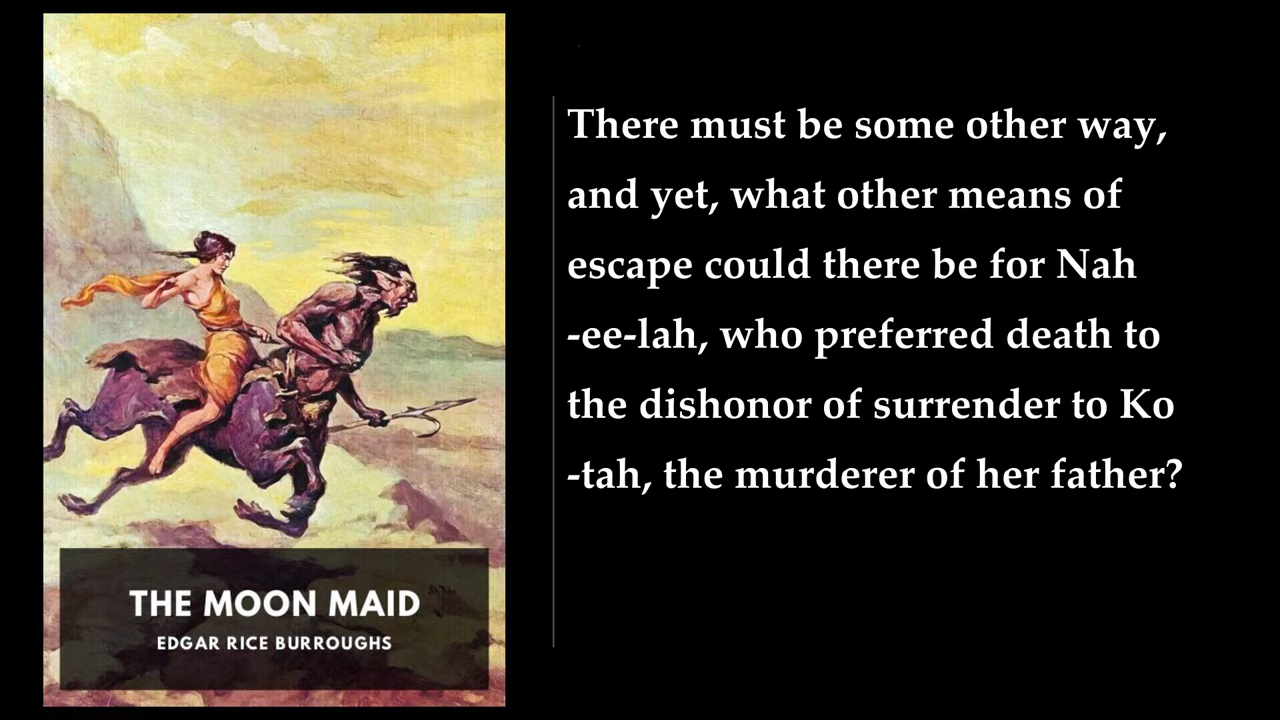 There must be some other way,
and yet, what other means of
escape could there be for Nah
-ee-lah, who preferred death to
the dishonor of surrender to Ko
-tah, the murderer of her father?
THE MOON MAID
EDGAR RICE BURROUGHS